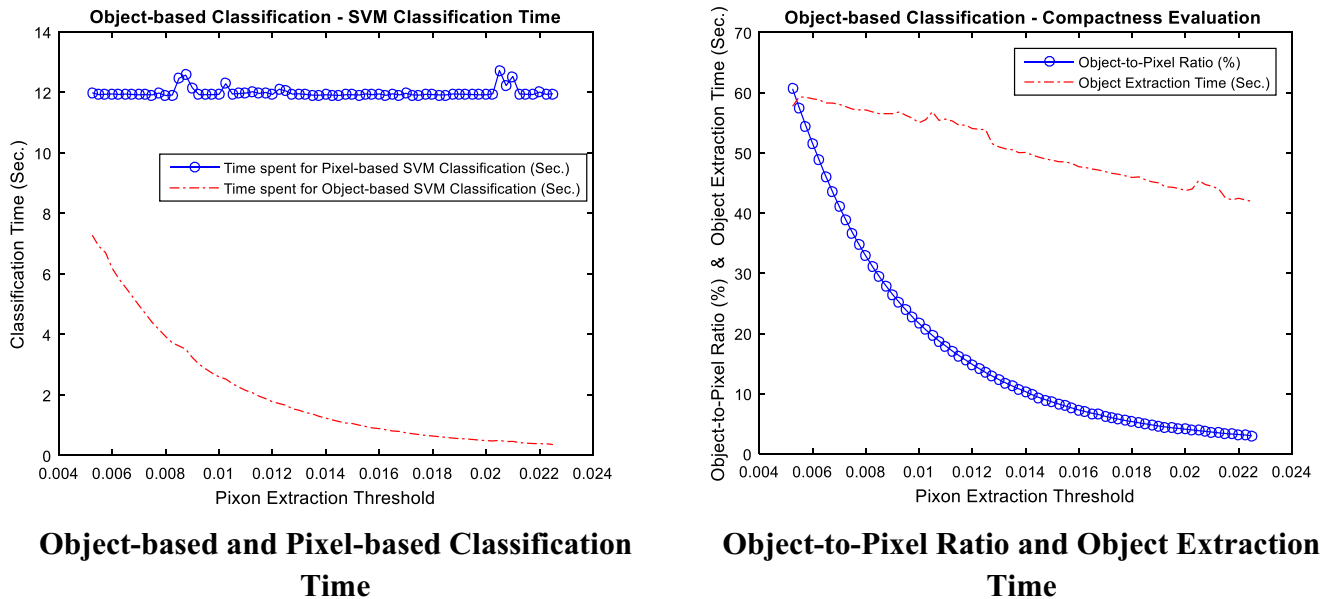 Object-based Classification - SVM Classification Time
14
12
10
8
6
4
2
0
Classification Time (Sec.)
Time spent for Pixel-based SVM Classification (Sec.)
Time spent for Object-based SVM Classification (Sec.)
0.004 0.006 0.008 0.01 0.012 0.014 0.016 0.018 0.02 0.022 0.024
Pixon Extraction Threshold
Object-based and Pixel-based Classification
Time
Object-based Classification - Compactness Evaluation
70
60
50
40
30
20
10
0
Object-to-Pixel Ratio (%) & Object Extraction Time (Sec.)
Object-to-Pixel Ratio (%)
Object Extraction Time (Sec.)
0.004 0.006 0.008 0.01 0.012 0.014 0.016 0.018 0.02 0.022 0.024
Pixon Extraction Threshold
Object-to-Pixel Ratio and Object Extraction
Time